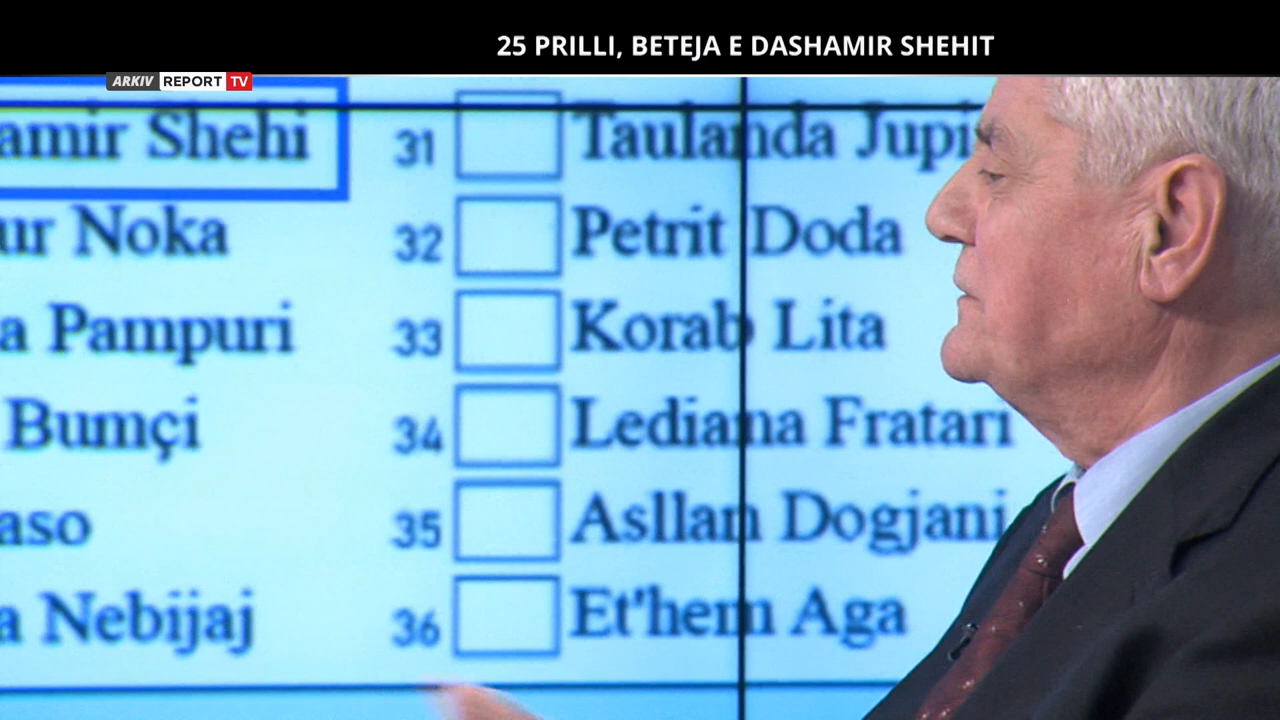 25 PRILLI, BETEJA E DASHAMIR SHEHIT
ARKIV REPORT TV
amir Shehi 31 Taulanda Jupi
ur Noka 32 Petrit Doda
a Pampuri 33 Korab Lita
Bumçi 34 Lediana Fratari
aso 35 Asllan Dogjani
a Nebijaj 36 Et'hem Aga